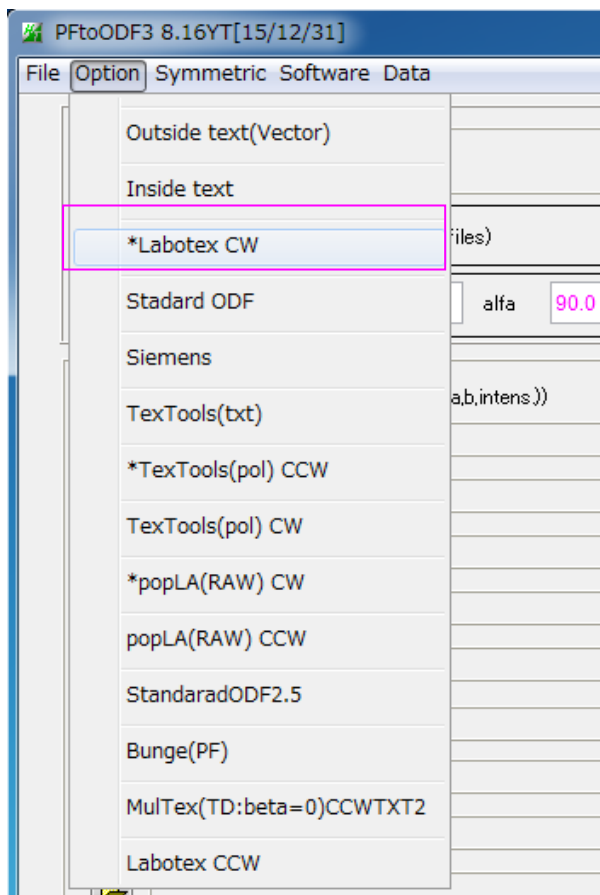 PFtoODF3 8.16YT[15/12/31]
File Option Symmetric Software Data
Outside text(Vector)
Inside text
*Labotex CW
iles)
Stadard ODF
alfa 90.0
Siemens
a,b,intens.))
TexTools(txt)
*TexTools(pol) CCW
TexTools(pol) CW
*popLA(RAW) CW
popLA(RAW) CCW
StandaradODF2.5
Bunge(PF)
MulTex(TD:beta=0)CCWTXT2
Labotex CCW